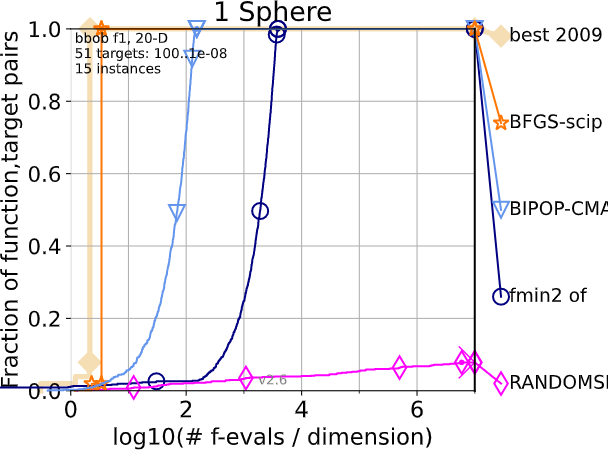 1 Sphere
bbob f1, 20-D
51 targets: 100..1e-08
15 instances
Fraction of function,target pairs
1.0
0.8
0.6
0.4
0.2
0.0
0
2
4
6
log10(# f-evals / dimension)
v2.6
best 2009
BFGS-scip
BIPOP-CMA
fmin2 of
RANDOMSE